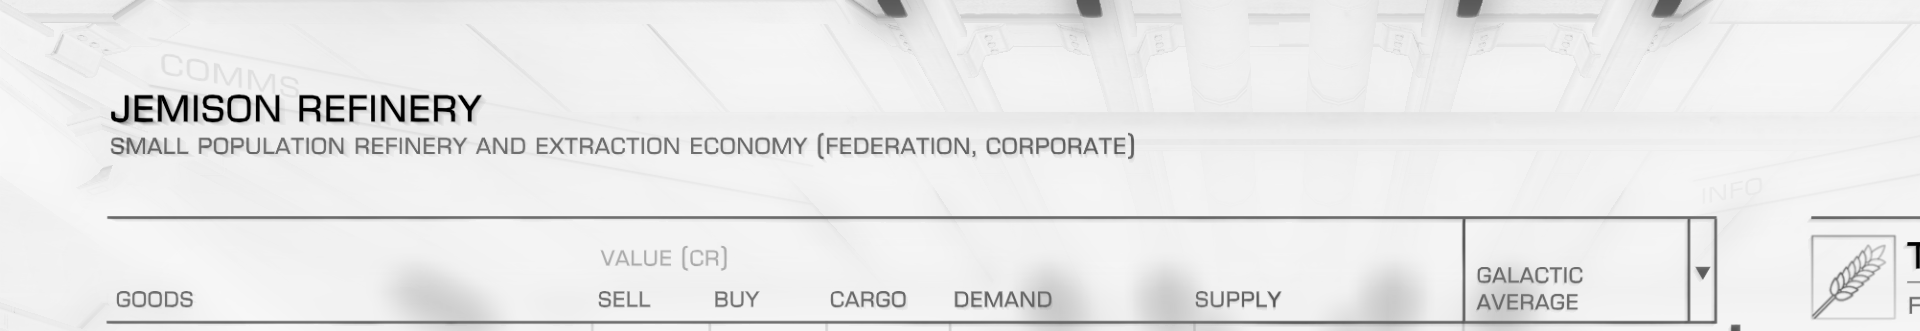 COMMS
JEMISON REFINERY
SMALL POPULATION REFINERY AND EXTRACTION ECONOMY (FEDERATION, CORPORATE)
INFO
VALUE (CR)
GOODS SELL BUY CARGO DEMAND SUPPLY
GALACTIC
AVERAGE